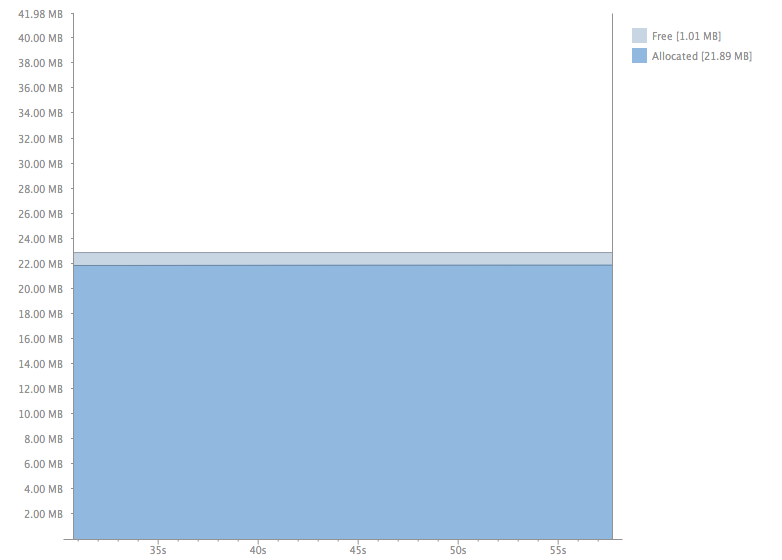 41.98 MB
40.00 MB
38.00 MB
36.00 MB
34.00 MB
32.00 MB
30.00 MB
28.00 MB
26.00 MB
24.00 MB
22.00 MB
20.00 MB
18.00 MB
16.00 MB
14.00 MB
12.00 MB
10.00 MB
8.00 MB
6.00 MB
4.00 MB
2.00 MB
35s 40s 45s 50s 55s
Free [1.01 MB]
Allocated [21.89 MB]